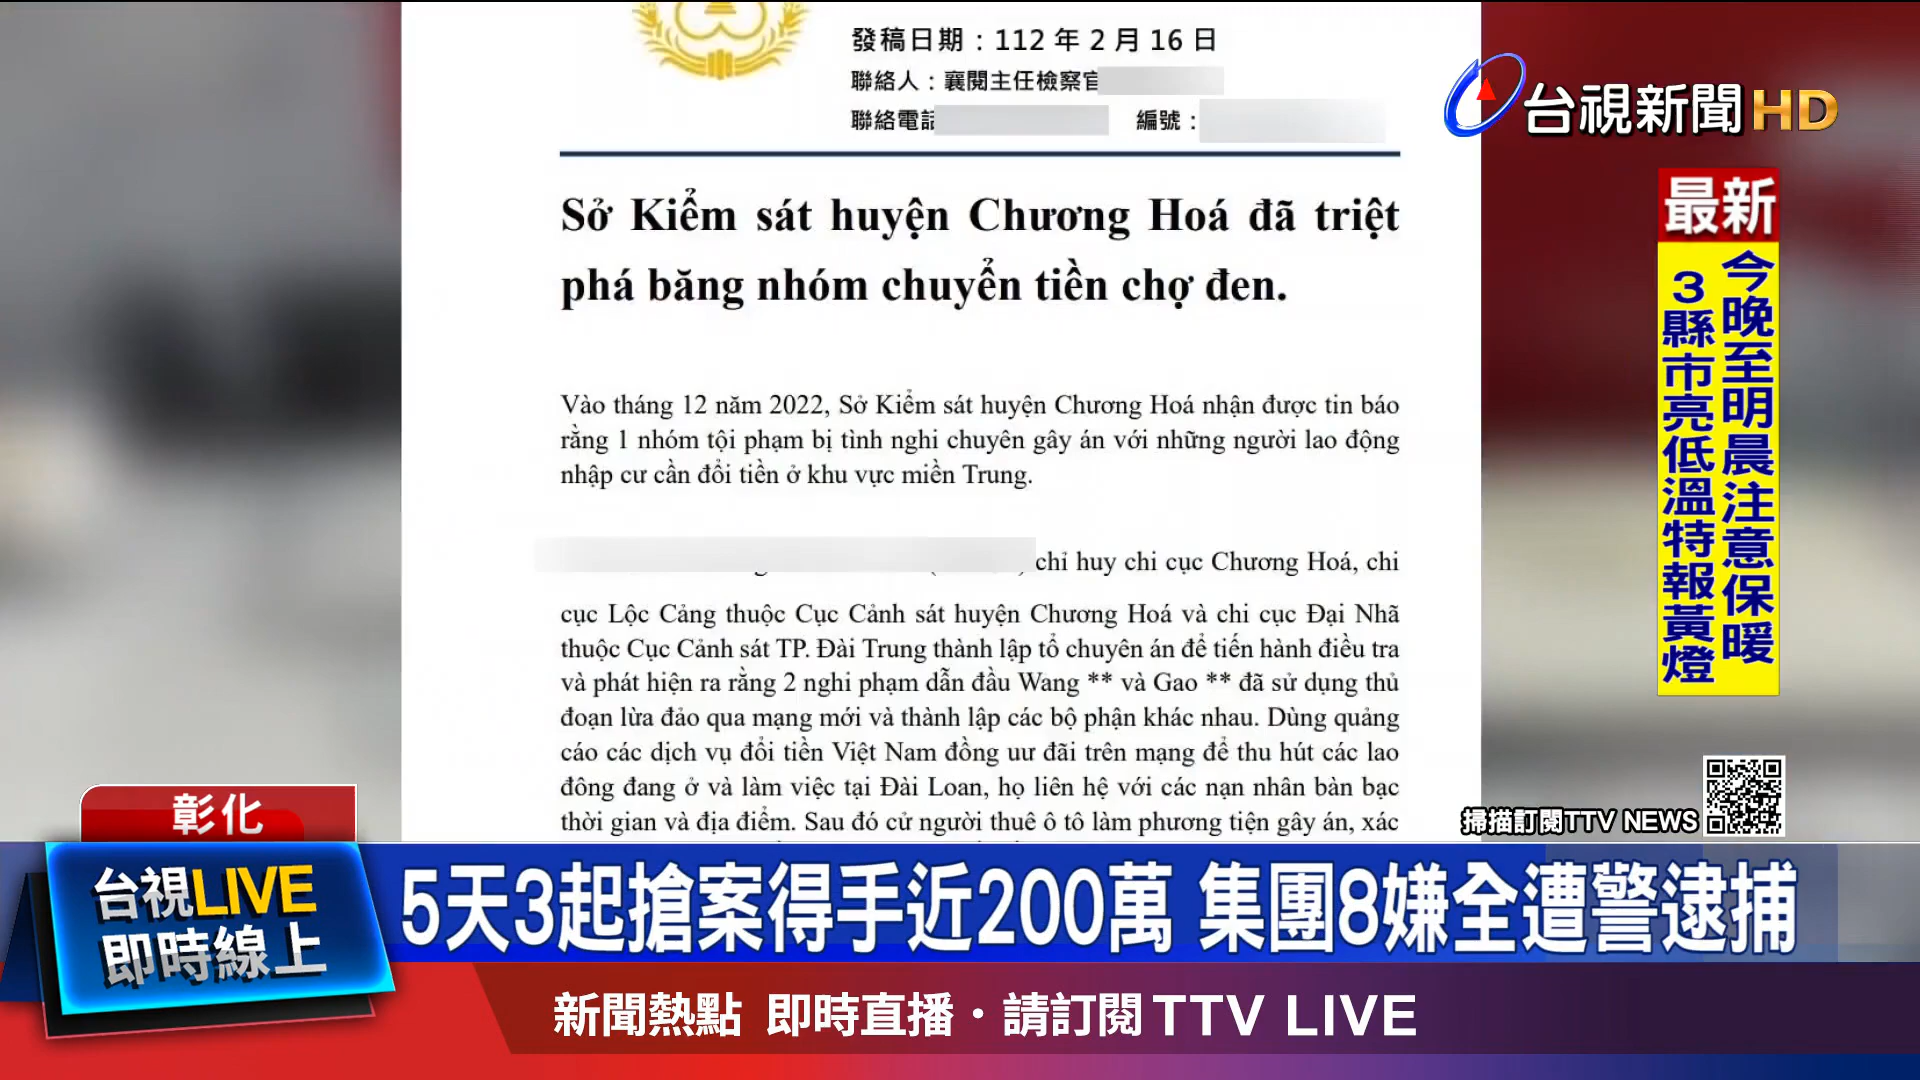 發稿日期：112 年 2 月 16 日
聯絡人：襄閱主任檢察官
聯絡電話
編號：
Sở Kiểm sát huyện Chương Hoá đã triệt
phá băng nhóm chuyển tiền chợ đen.
Vào tháng 12 năm 2022, Sở Kiểm sát huyện Chương Hoá nhận được tin báo
rằng 1 nhóm tội phạm bị tình nghi chuyên gây án với những người lao động
nhập cư cần đổi tiền ở khu vực miền Trung.
chỉ huy chi cục Chương Hoá, chi
cục Lộc Cảng thuộc Cục Cảnh sát huyện Chương Hoá và chi cục Đại Nhã
thuộc Cục Cảnh sát TP. Đài Trung thành lập tổ chuyên án để tiến hành điều tra
và phát hiện ra rằng 2 nghi phạm dẫn đầu Wang ** và Gao ** đã sử dụng thủ
đoạn lừa đảo qua mạng mới và thành lập các bộ phận khác nhau. Dùng quảng
cáo các dịch vụ đổi tiền Việt Nam đồng uư đãi trên mạng để thu hút các lao
đông đang ở và làm việc tại Đài Loan, họ liên hệ với các nạn nhân bàn bạc
thời gian và địa điểm. Sau đó cử người thuê ô tô làm phương tiện gây án, xác
台視新聞HD
最新
今晚至明晨注意保暖
3縣市亮低溫特報黃燈
掃描訂閱TTV NEWS
彰化
台視LIVE
即時線上
5天3起搶案得手近200萬 集團8嫌全遭警逮捕
新聞熱點 即時直播・請訂閱TTV LIVE